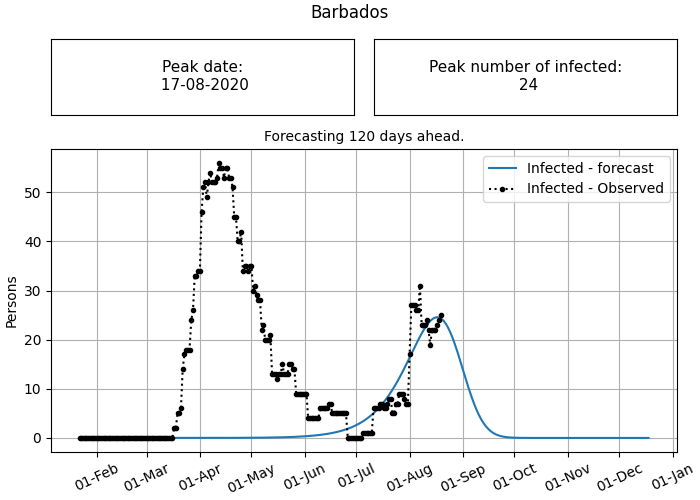 Barbados
Peak date:
17-08-2020
Peak number of infected:
24
Forecasting 120 days ahead.
Infected - forecast
Infected - Observed
Persons
50
40
30
20
10
0
01-Feb
01-Mar
01-Apr
01-May
01-Jun
01-Jul
01-Aug
01-Sep
01-Oct
01-Nov
01-Dec
01-Jan